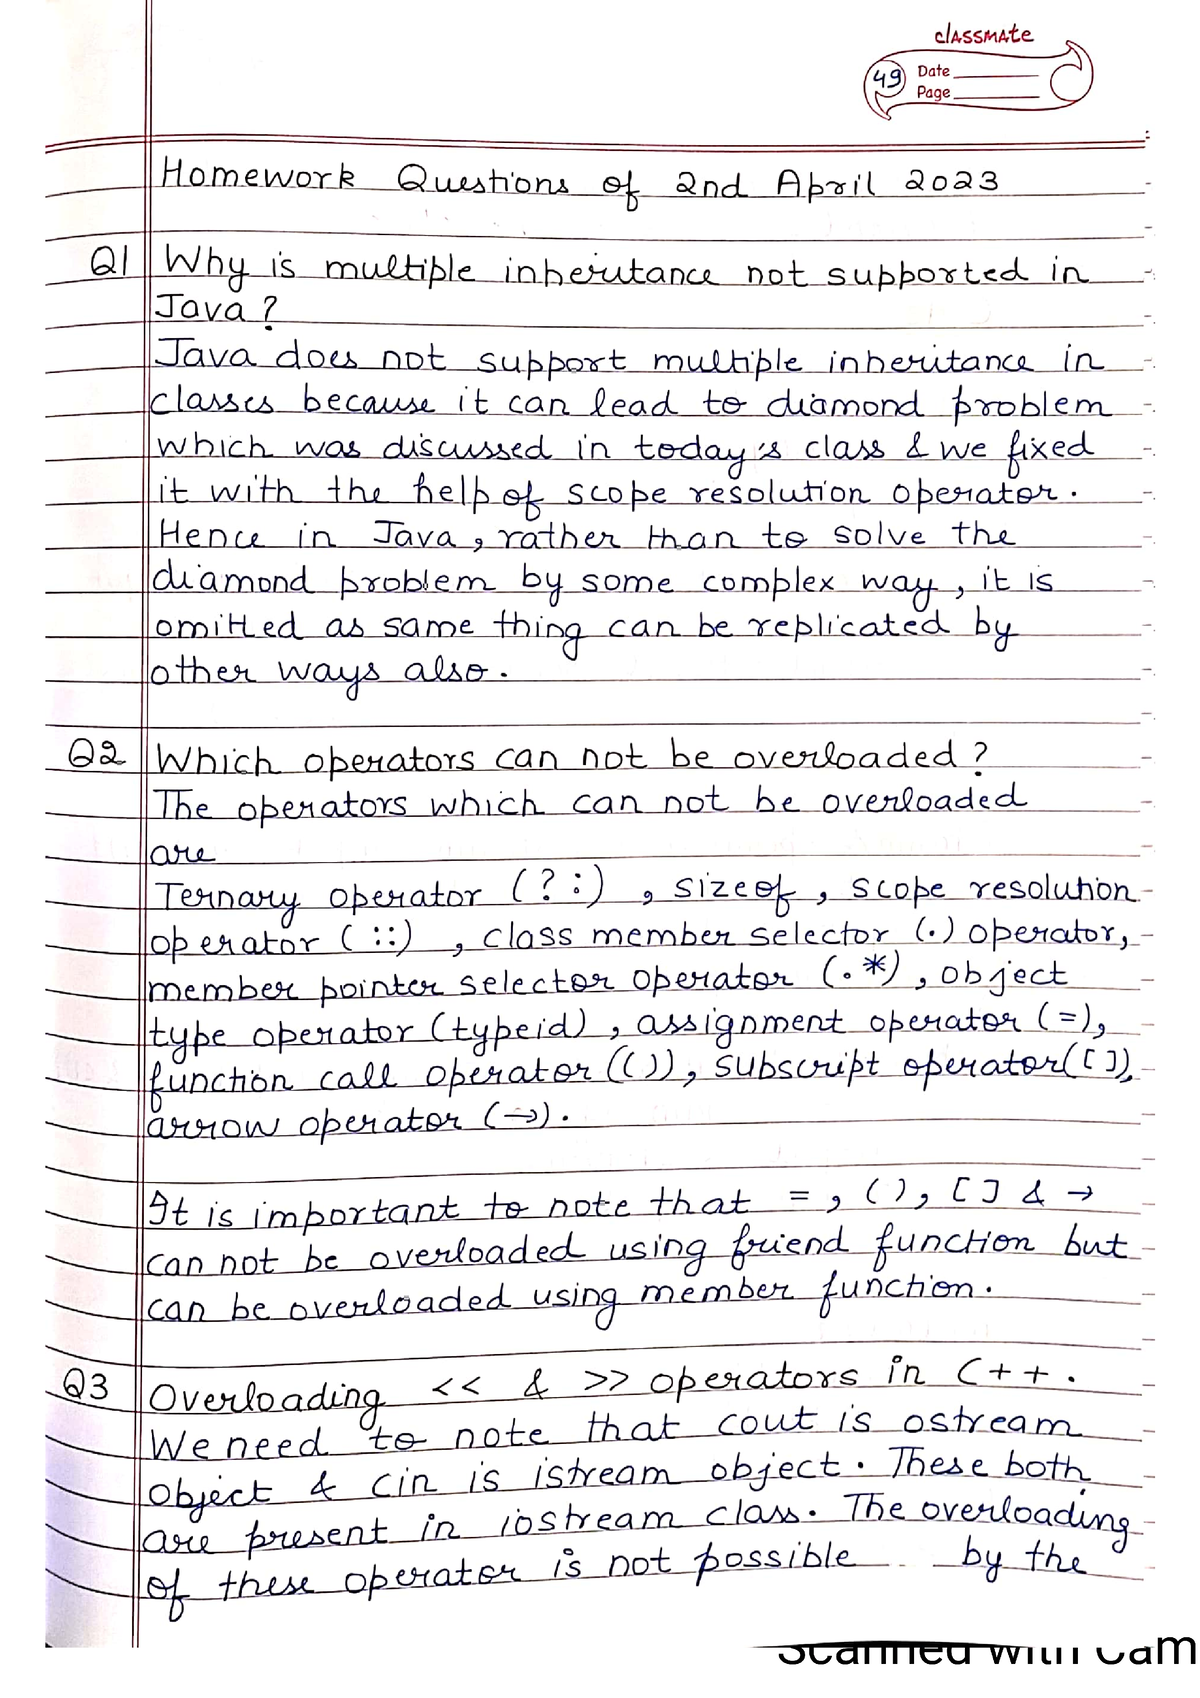 classmate
49 Date
Page
Homework Questions of 2nd April 2023
Q1 Why is multiple inheritance not supported in
Java?
Java does not support multiple inheritance in
classes because it can lead to diamond problem
which was discussed in today's class & we fixed
it with the help of scope resolution operator.
Hence in Java, rather than to solve the
diamond problem by some complex way, it is
omitted as same thing can be replicated by
other ways also.
Q2 Which operators can not be overloaded?
The operators which can not be overloaded
are
Ternary operator (?:), sizeof, scope resolution
operator (::), class member selector (.) operator,
member pointer selector operator (.*), object
type operator (typeid), assignment operator (=),
function call operator (()), subscript operator([]),
arrow operator (→).
It is important to note that =, (), [] & →
can not be overloaded using friend function but
can be overloaded using member function.
Q3 Overloading << & >> operators in C++.
We need to note that cout is ostream
object & cin is istream object. These both
are present in iostream class. The overloading
of these operator is not possible by the
Scanned with Cam